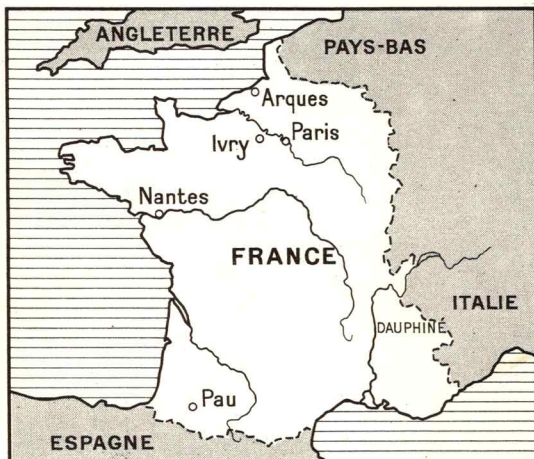 ANGLETERRE
PAYS-BAS
Arques
Ivry
Paris
Nantes
FRANCE
ITALIE
DAUPHINÉ
Pau
ESPAGNE